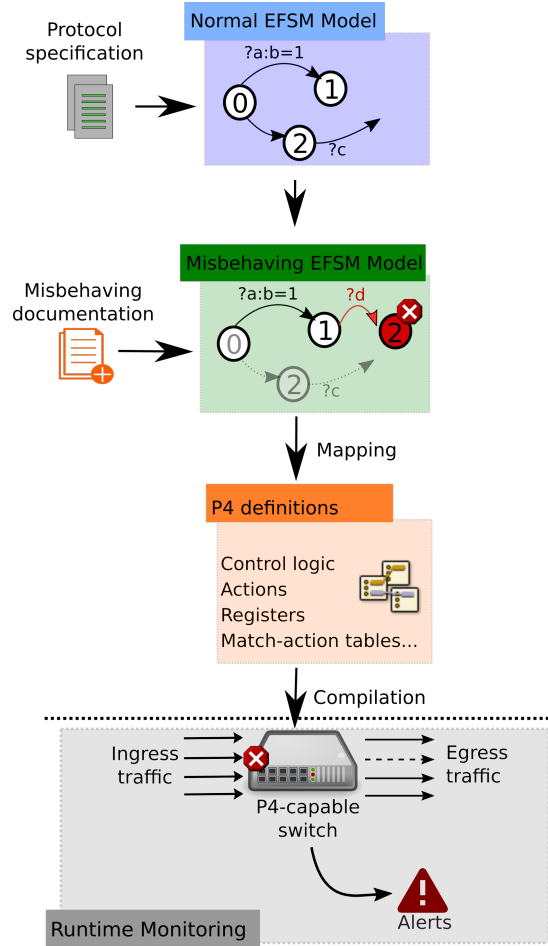 Normal EFSM Model
Protocol
specification
?a:b=1
0
1
2
?c
Misbehaving EFSM Model
Misbehaving
documentation
?a:b=1
?d
0
1
2
2
?c
Mapping
P4 definitions
Control logic
Actions
Registers
Match-action tables...
Compilation
Ingress
traffic
Egress
traffic
P4-capable
switch
Alerts
Runtime Monitoring